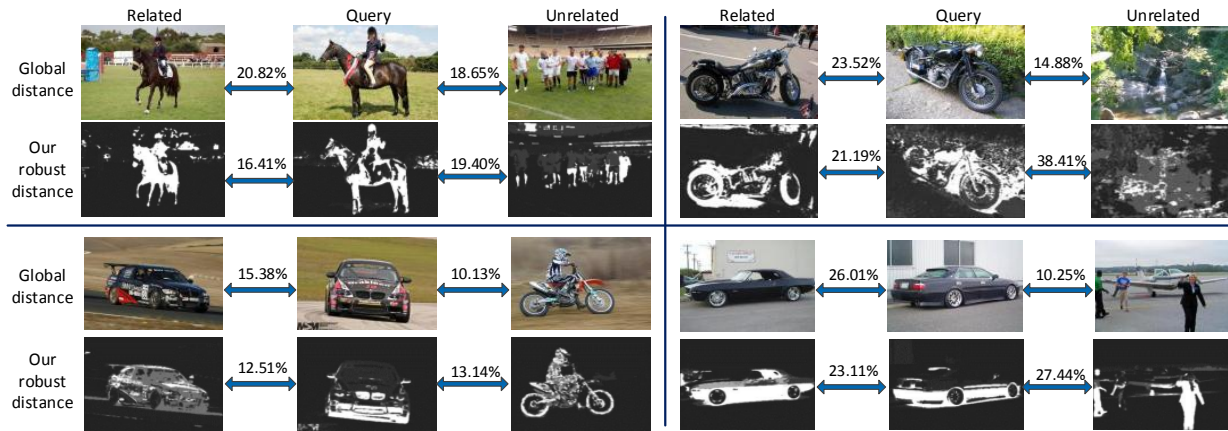 Related Query Unrelated
Global
distance
20.82% 18.65%
Our
robust
distance
16.41% 19.40%
Related Query Unrelated
23.52% 14.88%
21.19% 38.41%
Global
distance
15.38% 10.13%
Our
robust
distance
12.51% 13.14%
26.01% 10.25%
23.11% 27.44%